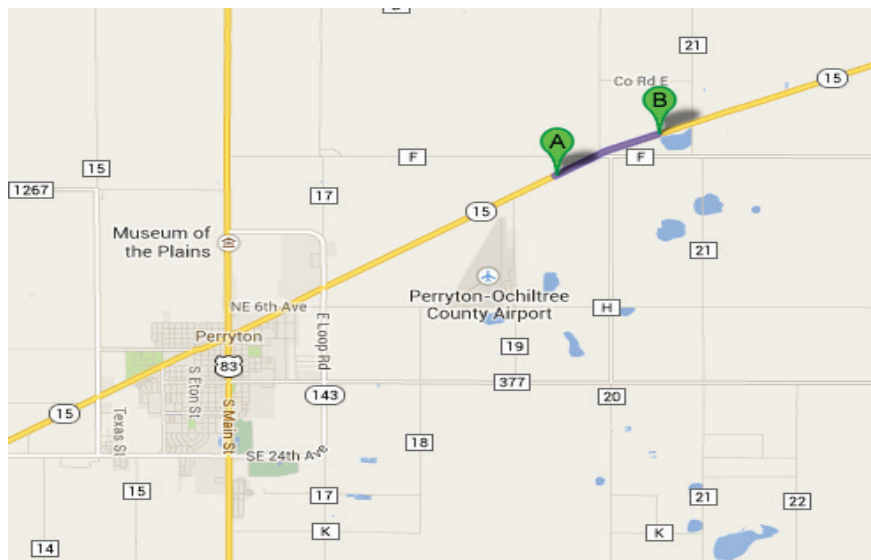 D
21
Co Rd E
15
B
A
15
F
F
1267
17
15
Museum of
the Plains
21
Perryton-Ochiltree
County Airport
NE 6th Ave
H
E Loop Rd
Perryton
19
83
S Eton St
377
143
20
15
Texas St
S Main St
18
SE 24th Ave
15
17
21
22
K
K
14